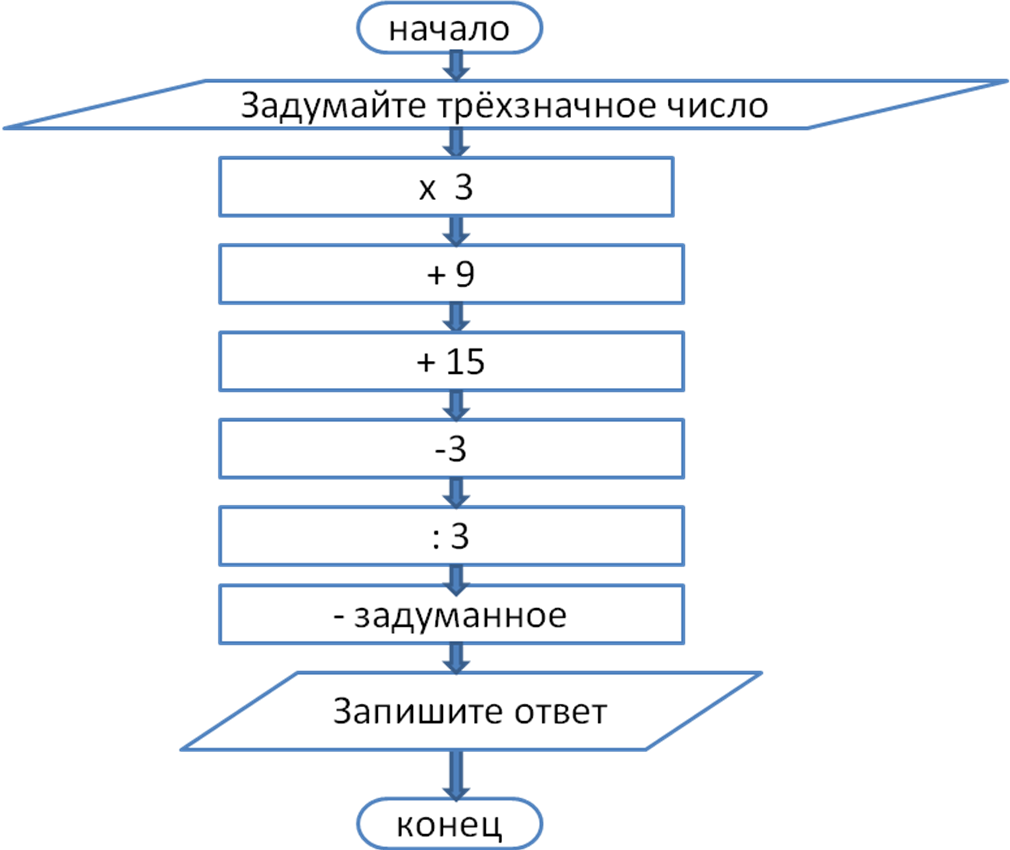 начало
Задумайте трёхзначное число
х 3
+ 9
+ 15
-3
: 3
- задуманное
Запишите ответ
конец